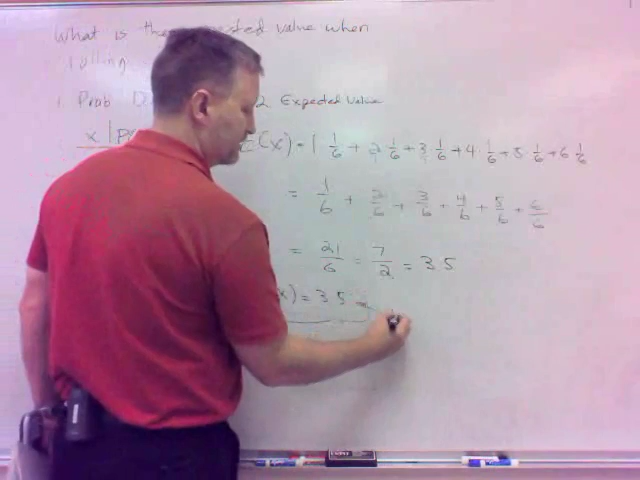 What is the expected value when
rolling
1. Prob D 2 Expected Value
x | P (x) = 1 1/6 + 2 1/6 + 3 1/6 + 4 1/6 + 5 1/6 + 6 1/6
= 1/6 + 2/6 + 3/6 + 4/6 + 5/6 + 6/6
= 21/6 = 7/2 = 3.5
x) = 3.5